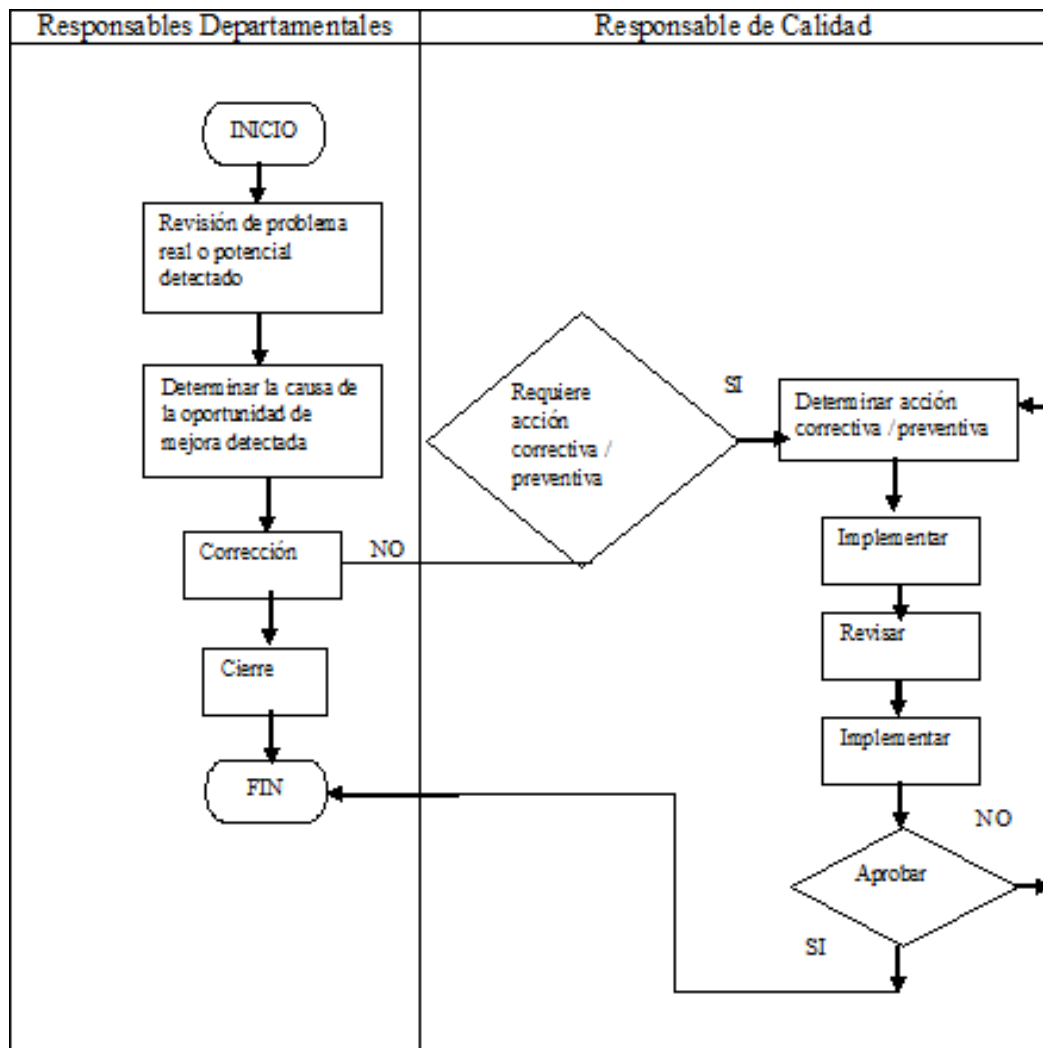 Responsables Departamentales
Responsable de Calidad
INICIO
Revisión de problema
real o potencial
detectado
Determinar la causa de
la oportunidad de
mejora detectada
Corrección
NO
Cierre
FIN
Requiere
acción
correctiva /
preventiva
SI
Determinar acción
correctiva / preventiva
Implementar
Revisar
Implementar
NO
Aprobar
SI